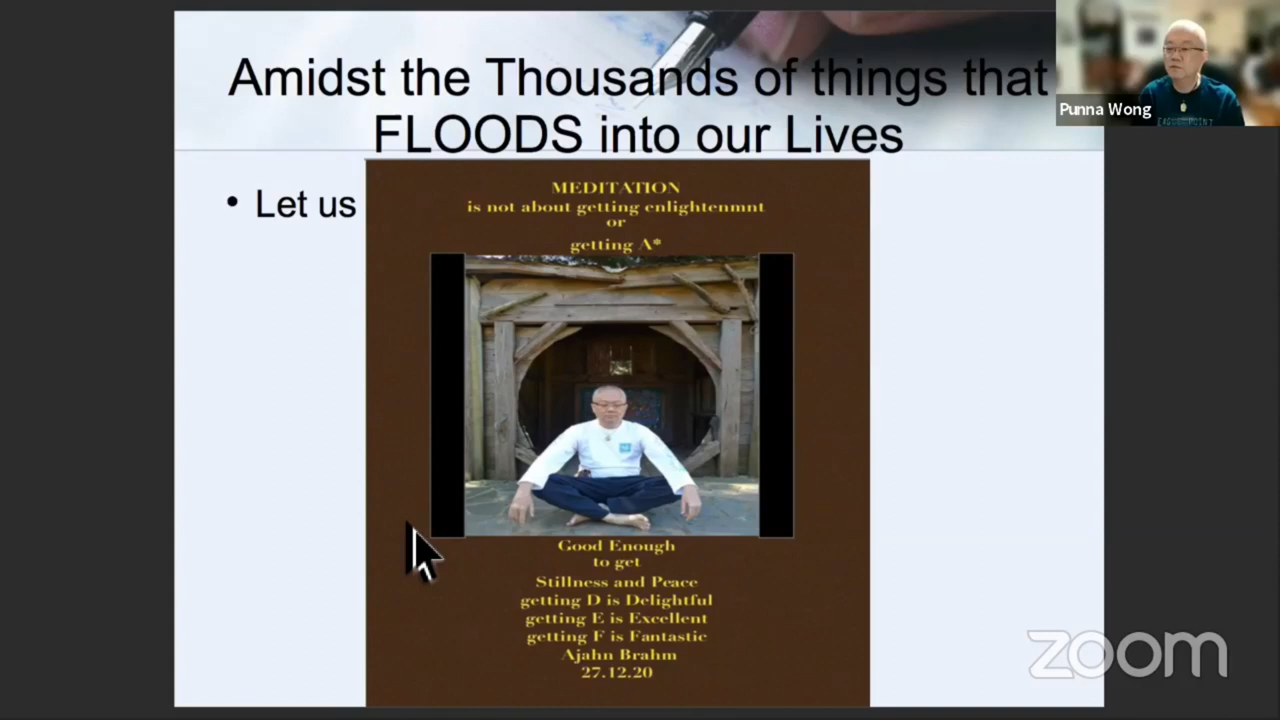 Amidst the Thousands of things that
FLOODS into our Lives
Punna Wong
• Let us
MEDITATION
is not about getting enlightenmnt
or
getting A*
Good Enough
to get
Stillness and Peace
getting D is Delightful
getting E is Excellent
getting F is Fantastic
Ajahn Brahm
27.12.20
zoom